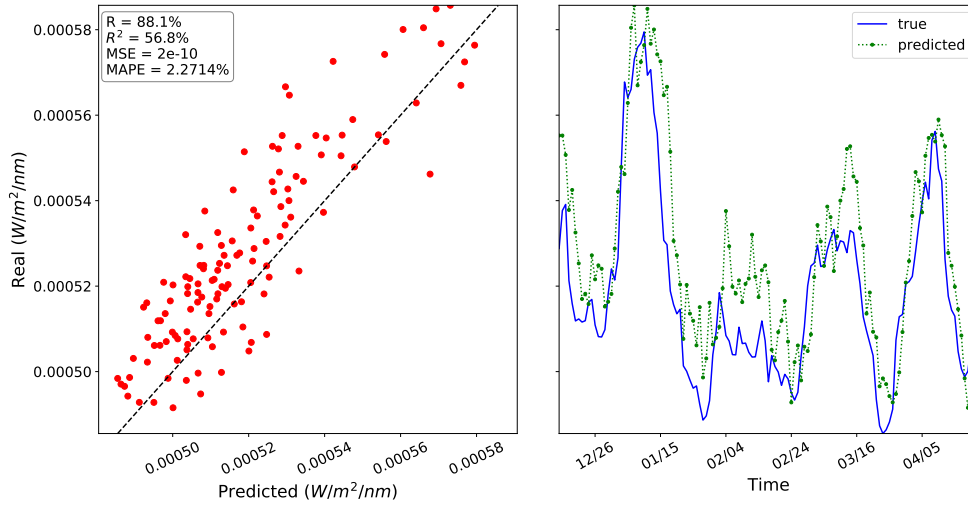 R = 88.1%
R² = 56.8%
MSE = 2e-10
MAPE = 2.2714%
0.00058
0.00056
0.00054
0.00052
0.00050
Real (W/m²/nm)
0.00050
0.00052
0.00054
0.00056
0.00058
Predicted (W/m²/nm)
true
predicted
12/26
01/15
02/04
02/24
03/16
04/05
Time